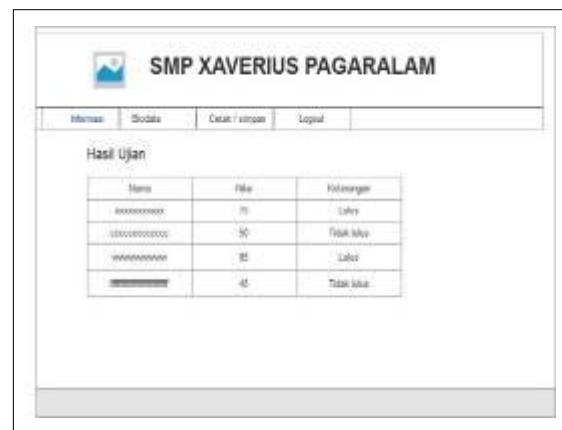 SMP XAVERIUS PAGARALAM
Informasi Biodata Cetak / simpan Logout
Hasil Ujian
Nama Nilai Keterangan
Lulus
50 Tidak lulus
85 Lulus
45 Tidak lulus